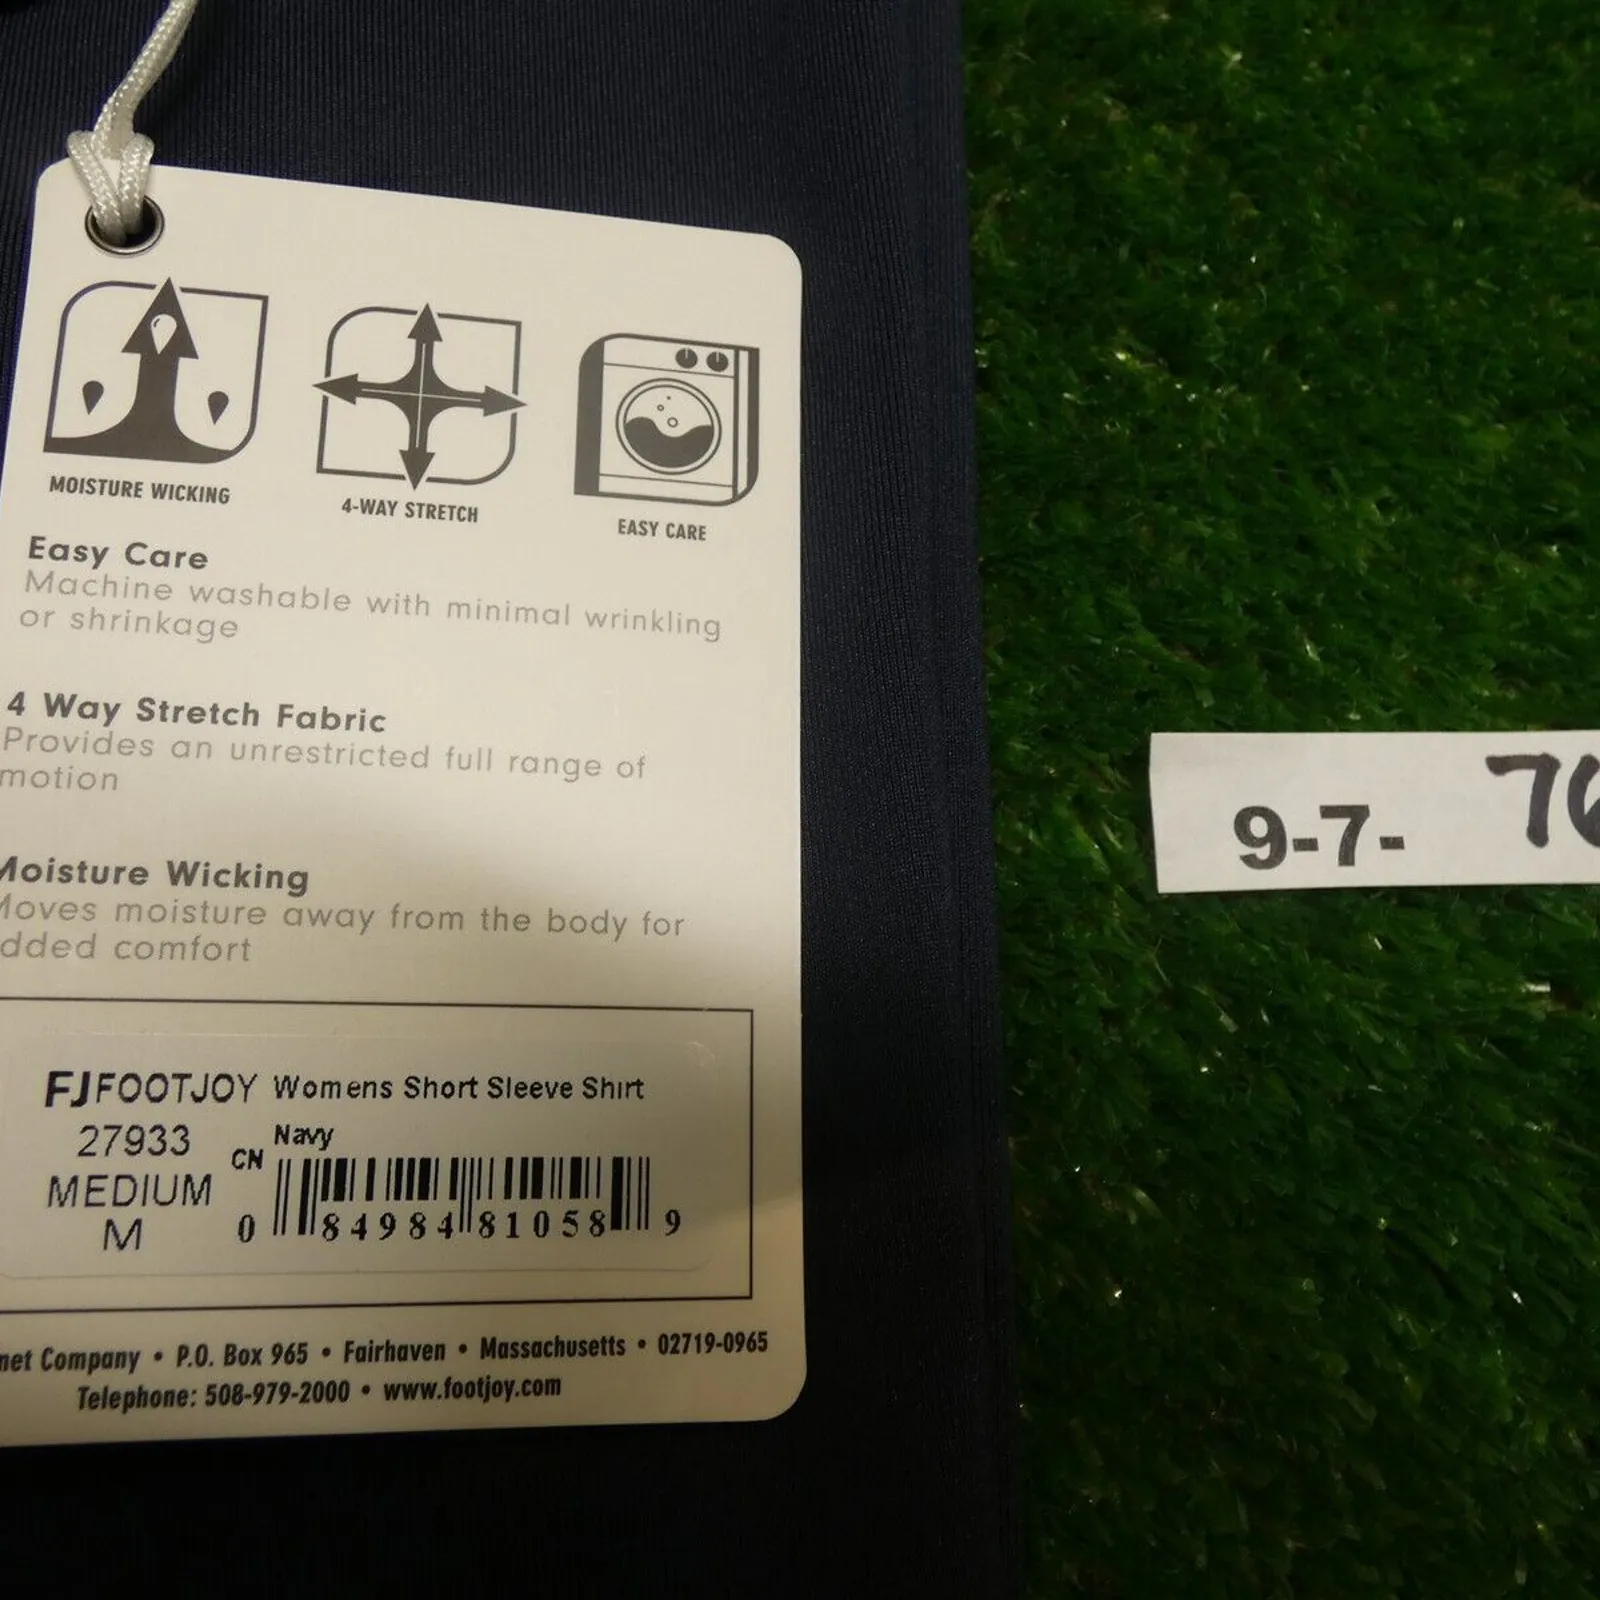 MOISTURE WICKING
4-WAY STRETCH
EASY CARE
Easy Care
Machine washable with minimal wrinkling
or shrinkage
4 Way Stretch Fabric
Provides an unrestricted full range of
motion
Moisture Wicking
Moves moisture away from the body for
dded comfort
FJ FOOTJOY Womens Short Sleeve Shirt
27933
Navy
CN
MEDIUM
M
0 84984 81058 9
net Company • P.O. Box 965 • Fairhaven • Massachusetts • 02719-0965
Telephone: 508-979-2000 • www.footjoy.com
9-7- 76